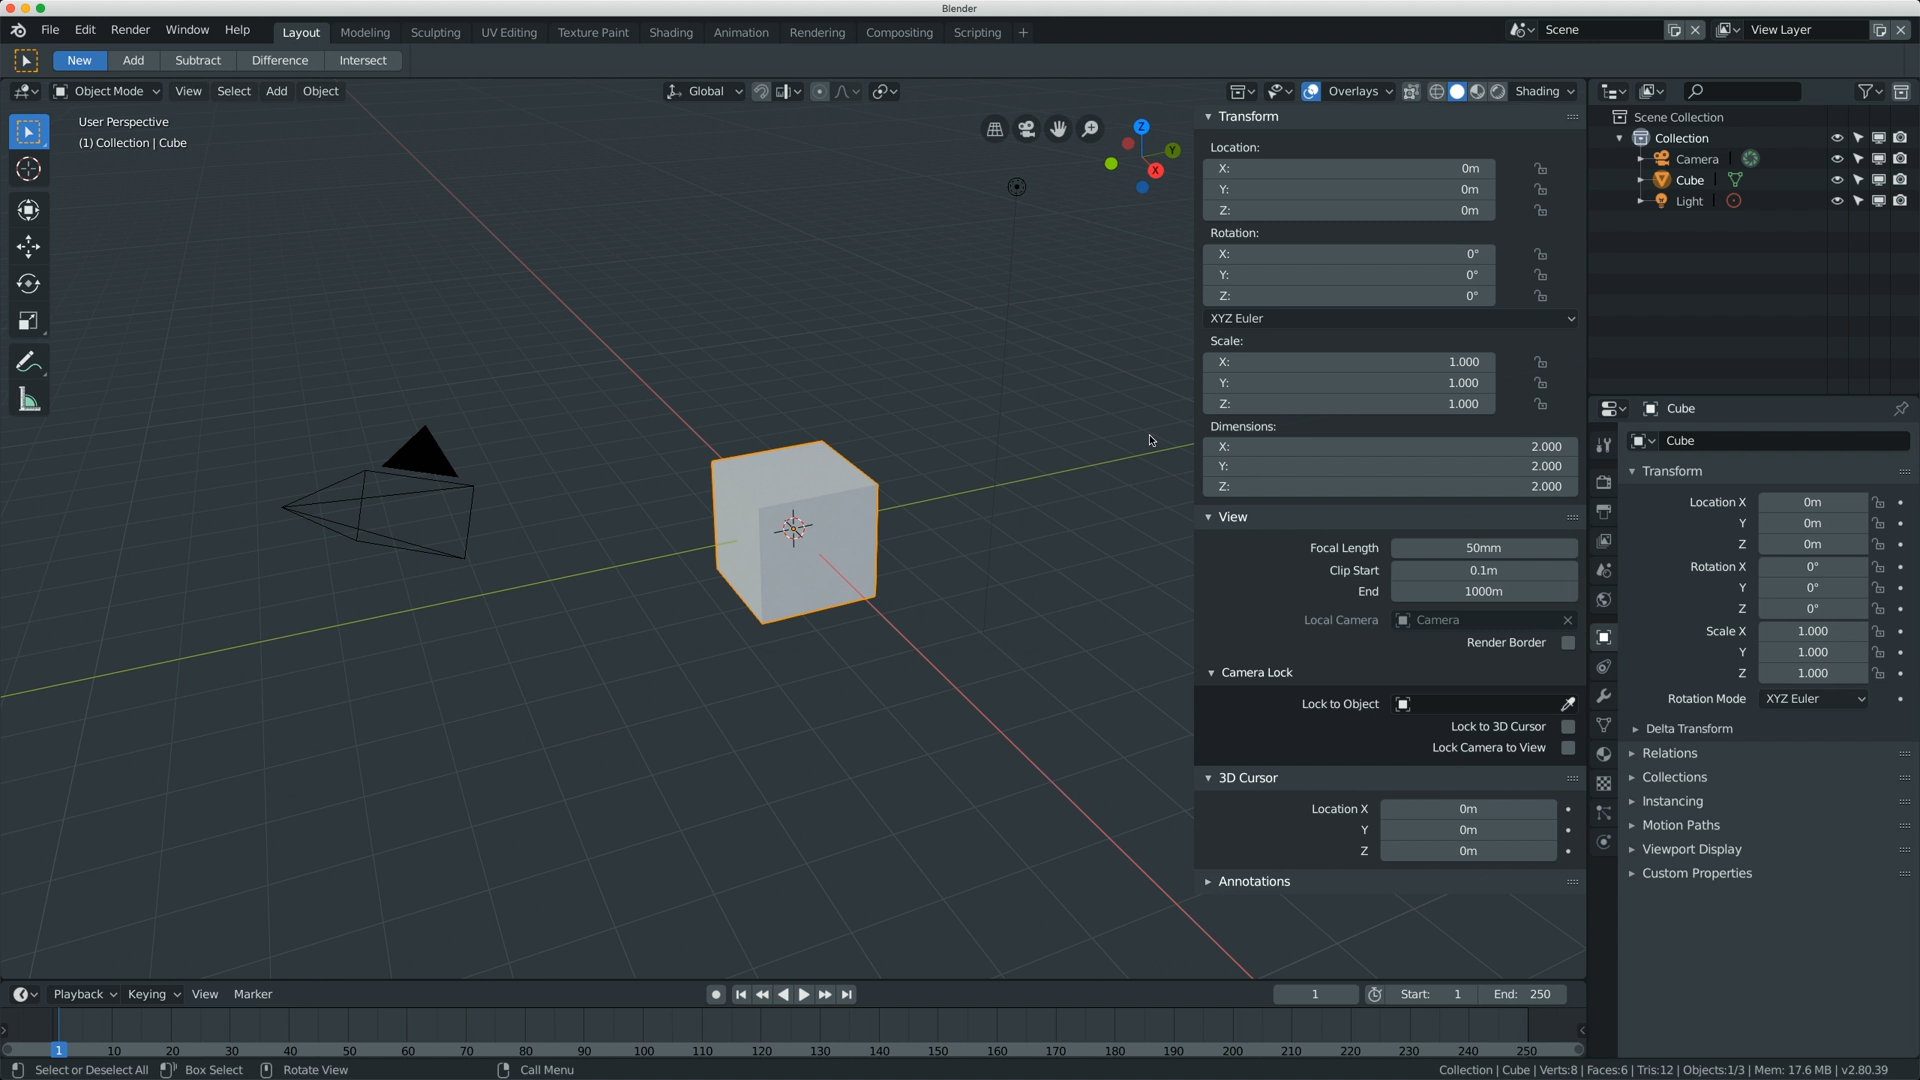 Blender
File Edit Render Window Help Layout Modeling Sculpting UV Editing Texture Paint Shading Animation Rendering Compositing Scripting + Scene View Layer
New Add Subtract Difference Intersect
Object Mode View Select Add Object Global Overlays Shading
User Perspective
(1) Collection | Cube
Z
Y
X
Transform
Location:
X: 0m
Y: 0m
Z: 0m
Rotation:
X: 0°
Y: 0°
Z: 0°
XYZ Euler
Scale:
X: 1.000
Y: 1.000
Z: 1.000
Dimensions:
X: 2.000
Y: 2.000
Z: 2.000
View
Focal Length 50mm
Clip Start 0.1m
End 1000m
Local Camera Camera
Render Border
Camera Lock
Lock to Object
Lock to 3D Cursor
Lock Camera to View
3D Cursor
Location X 0m
Y 0m
Z 0m
Annotations
Scene Collection
Collection
Camera
Cube
Light
Cube
Cube
Transform
Location X 0m
Y 0m
Z 0m
Rotation X 0°
Y 0°
Z 0°
Scale X 1.000
Y 1.000
Z 1.000
Rotation Mode XYZ Euler
Delta Transform
Relations
Collections
Instancing
Motion Paths
Viewport Display
Custom Properties
Playback Keying View Marker 1 Start: 1 End: 250
1 10 20 30 40 50 60 70 80 90 100 110 120 130 140 150 160 170 180 190 200 210 220 230 240 250
Select or Deselect All Box Select Rotate View Call Menu Collection | Cube | Verts:8 | Faces:6 | Tris:12 | Objects:1/3 | Mem: 17.6 MB | v2.80.39